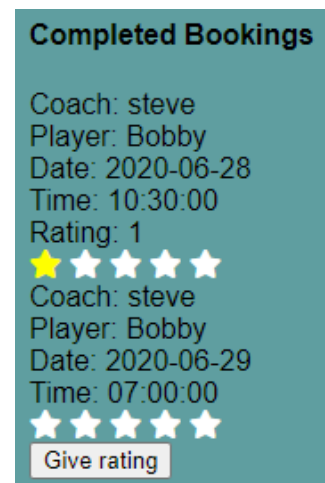 Completed Bookings
Coach: steve
Player: Bobby
Date: 2020-06-28
Time: 10:30:00
Rating: 1
Coach: steve
Player: Bobby
Date: 2020-06-29
Time: 07:00:00
Give rating